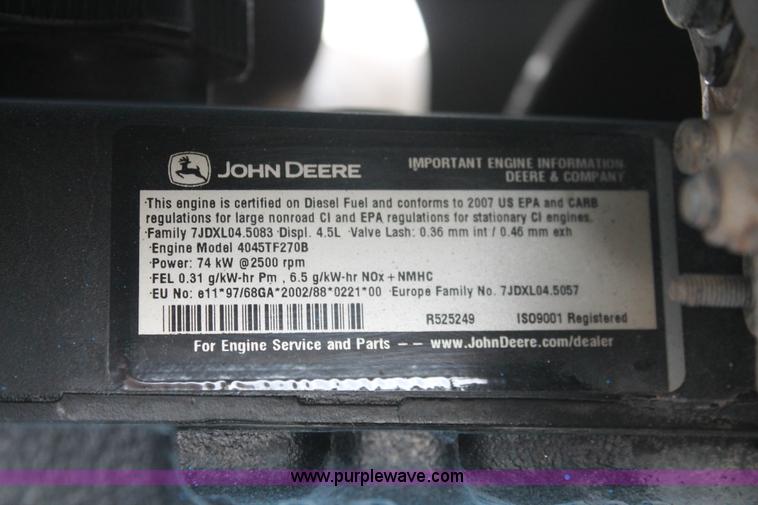 JOHN DEERE
IMPORTANT ENGINE INFORMATION
DEERE & COMPANY
This engine is certified on Diesel Fuel and conforms to 2007 US EPA and CARB
regulations for large nonroad CI and EPA regulations for stationary CI engines.
Family 7JDXL04.5083 Displ. 4.5L Valve Lash: 0.36 mm int / 0.46 mm exh
Engine Model 4045TF270B
Power: 74 kW @2500 rpm
FEL 0.31 g/kW-hr Pm , 6.5 g/kW-hr NOx + NMHC
EU No: e11*97/68GA*2002/88*0221*00 Europe Family No. 7JDXL04.5057
R525249 ISO9001 Registered
For Engine Service and Parts -- www.JohnDeere.com/dealer
www.purplewave.com